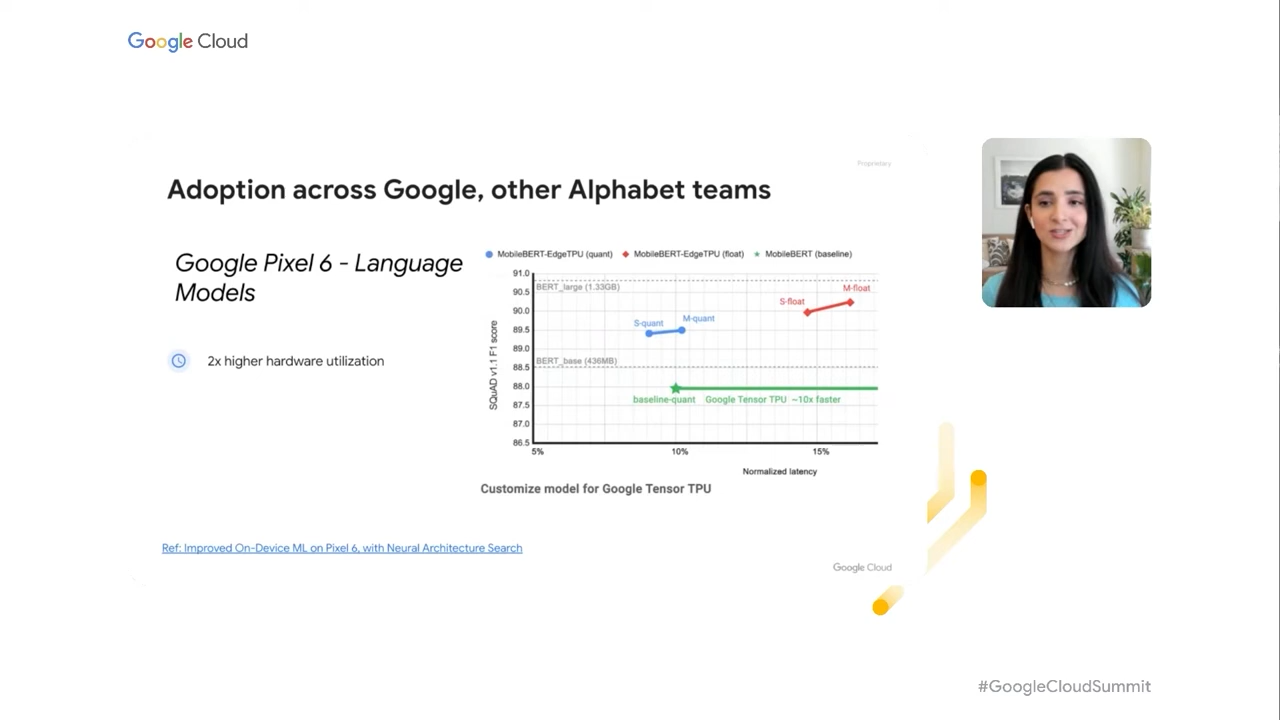 Google Cloud
Proprietary
Adoption across Google, other Alphabet teams
Google Pixel 6 - Language
Models
2x higher hardware utilization
MobileBERT-EdgeTPU (quant) MobileBERT-EdgeTPU (float) MobileBERT (baseline)
SQuAD v1.1 F1 score
91.0
90.5
90.0
89.5
89.0
88.5
88.0
87.5
87.0
86.5
BERT_large (1.33GB)
M-float
S-float
S-quant
M-quant
BERT_base (436MB)
baseline-quant Google Tensor TPU ~10x faster
5% 10% 15%
Normalized latency
Customize model for Google Tensor TPU
Ref: Improved On-Device ML on Pixel 6, with Neural Architecture Search
Google Cloud
#GoogleCloudSummit